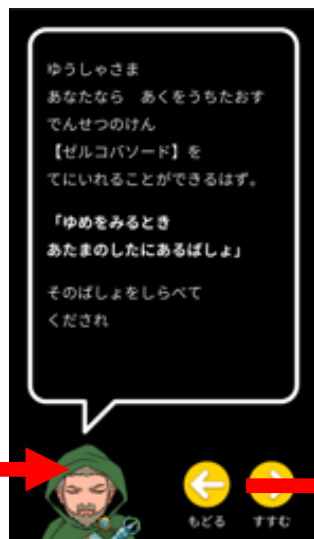 ゆうしゃさま
あなたなら　あくをうちたおす
でんせつのけん
【ゼルコバソード】を
てにいれることができるはず。
「ゆめをみるとき
あたまのしたにあるばしょ」
そのばしょをしらべて
くだされ
もどる　すすむ